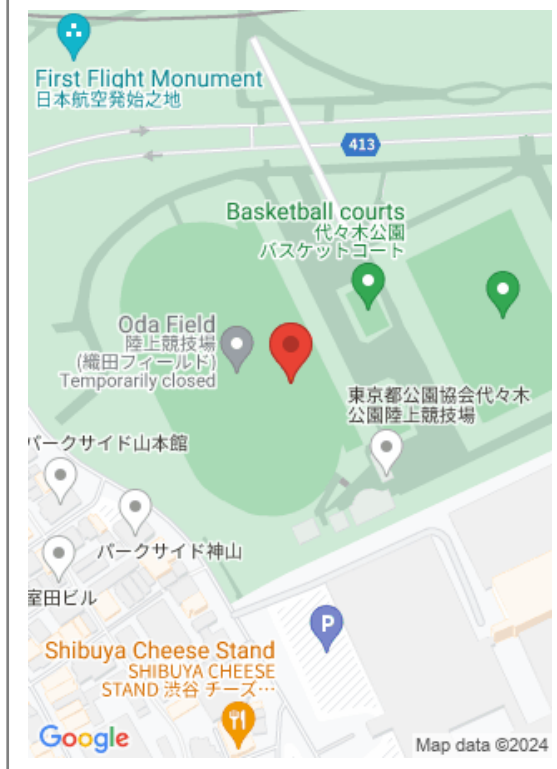 First Flight Monument
日本航空発始之地
413
Basketball courts
代々木公園
バスケットコート
Oda Field
陸上競技場
(織田フィールド)
Temporarily closed
東京都公園協会代々木
公園陸上競技場
パークサイド山本館
パークサイド神山
室田ビル
P
Shibuya Cheese Stand
SHIBUYA CHEESE
STAND 渋谷 チーズ…
Google
Map data ©2024